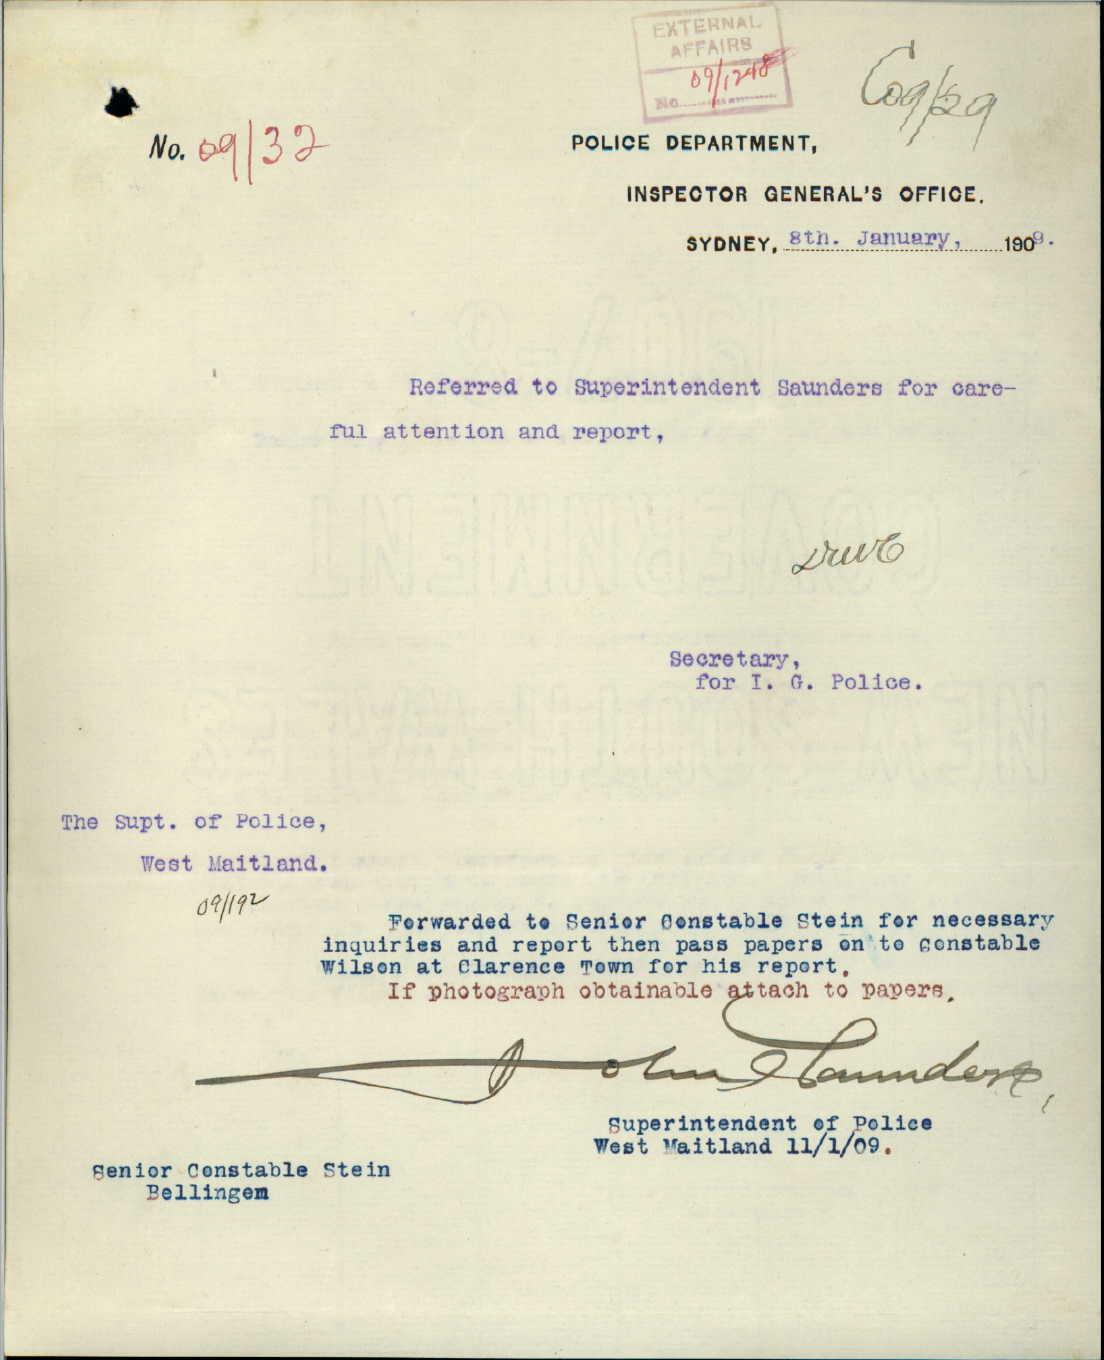 EXTERNAL
AFFAIRS
09/1248
No.
C09/29
No. 09/32
POLICE DEPARTMENT,
INSPECTOR GENERAL'S OFFICE.
SYDNEY, 8th. January, 1909.
Referred to Superintendent Saunders for care-
ful attention and report,
Secretary,
for I. G. Police.
The Supt. of Police,
West Maitland.
09/192
Forwarded to Senior Constable Stein for necessary
inquiries and report then pass papers on to constable
Wilson at Clarence Town for his report.
If photograph obtainable attach to papers.
John Saunders,
Superintendent of Police
West Maitland 11/1/09.
Senior Constable Stein
Bellingem